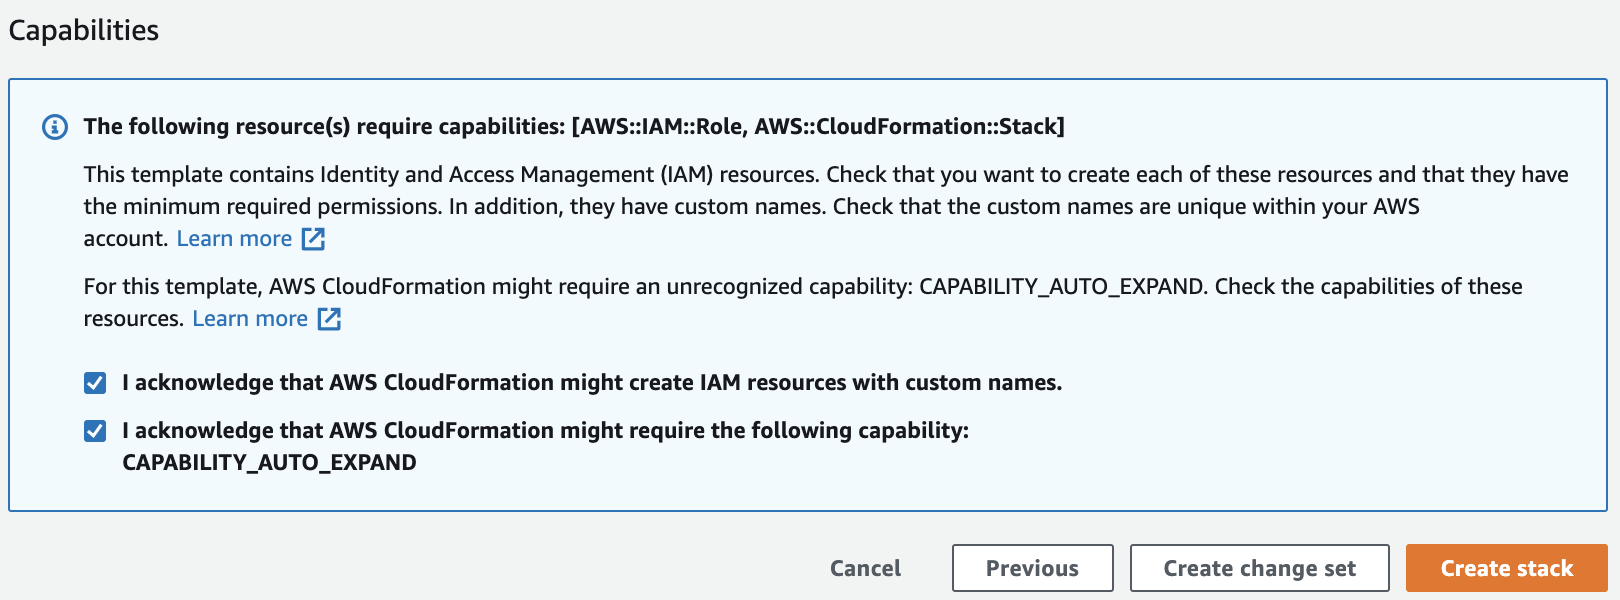 Capabilities
The following resource(s) require capabilities: [AWS::IAM::Role, AWS::CloudFormation::Stack]
This template contains Identity and Access Management (IAM) resources. Check that you want to create each of these resources and that they have
the minimum required permissions. In addition, they have custom names. Check that the custom names are unique within your AWS
account. Learn more
For this template, AWS CloudFormation might require an unrecognized capability: CAPABILITY_AUTO_EXPAND. Check the capabilities of these
resources. Learn more
I acknowledge that AWS CloudFormation might create IAM resources with custom names.
I acknowledge that AWS CloudFormation might require the following capability:
CAPABILITY_AUTO_EXPAND
Cancel Previous Create change set Create stack